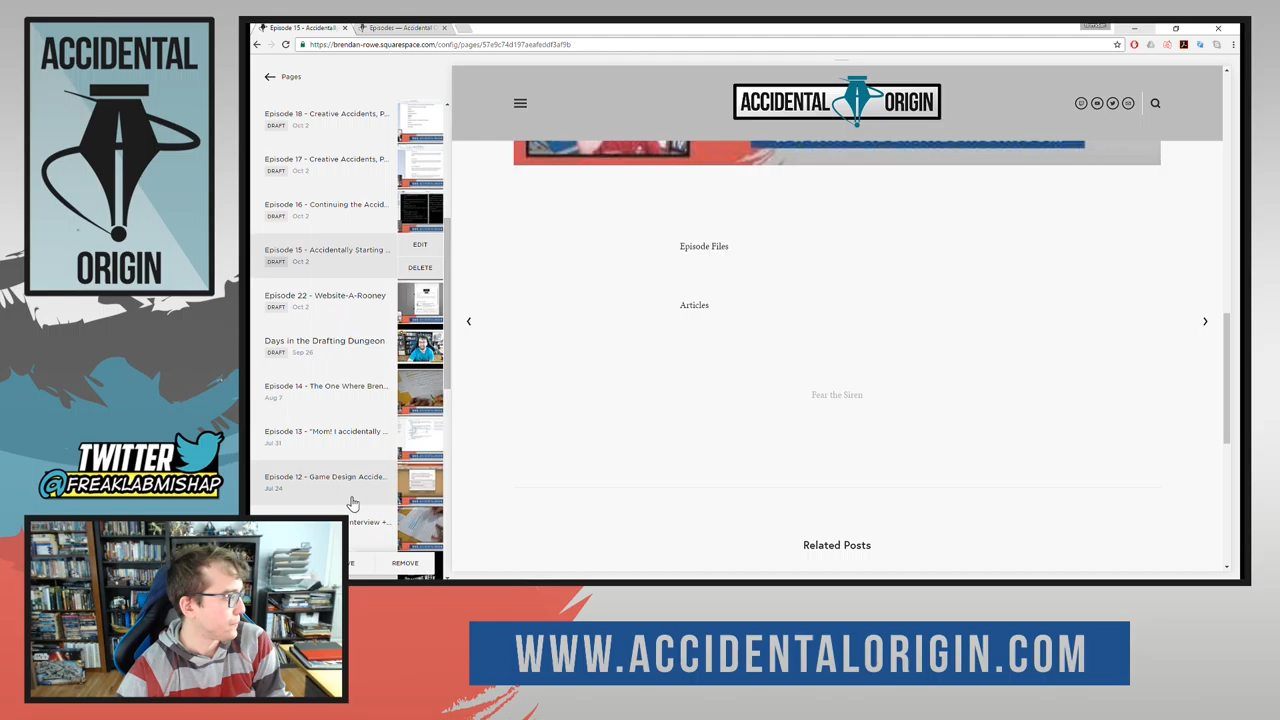 ACCIDENTAL
ORIGIN
TWITTER
@FREAKLABMISHAP
Episode 15 - Accidental
Episodes — Accidental O
https://brendan-rowe.squarespace.com/config/pages/57e9c74d197aeafeddf3af9b
Pages
Episode 18 - Creative Accidents, P...
DRAFT Oct 2
Episode 17 - Creative Accidents, P...
DRAFT Oct 2
Episode 16 - Continuing the Accid...
DRAFT Oct 2
Episode 15 - Accidentally Starting ...
DRAFT Oct 2
EDIT
DELETE
Episode 22 - Website-A-Rooney
DRAFT Oct 2
Days in the Drafting Dungeon
DRAFT Sep 26
Episode 14 - The One Where Bren...
Aug 7
Episode 13 - "Mom! I accidentally ...
Jul 31
Episode 12 - Game Design Accide...
Jul 24
nterview +...
VE
REMOVE
ACCIDENTAL ORIGIN
Episode Files
Articles
Fear the Siren
Related Posts
WWW.ACCIDENTALORIGIN.COM